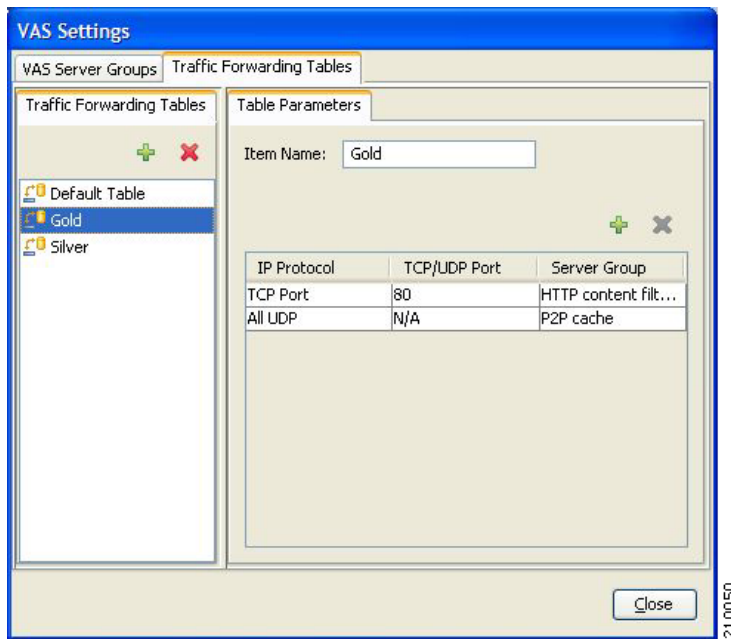 VAS Settings
VAS Server Groups Traffic Forwarding Tables
Traffic Forwarding Tables
Default Table
Gold
Silver
Table Parameters
Item Name: Gold
IP Protocol TCP/UDP Port Server Group
TCP Port 80 HTTP content filt...
All UDP N/A P2P cache
Close
210050